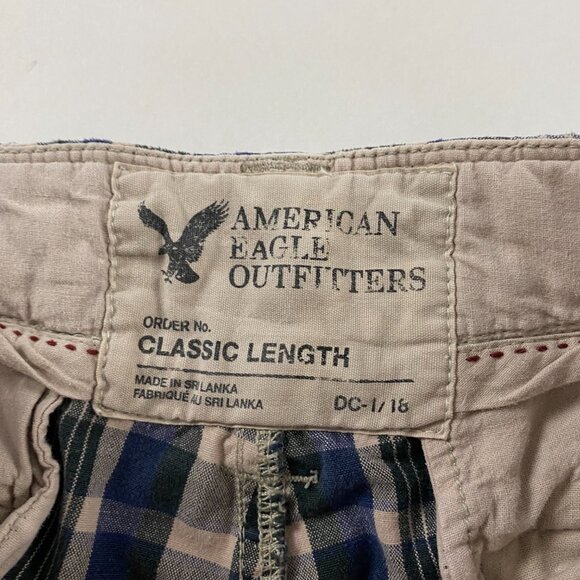 AMERICAN
EAGLE
OUTFITTERS
ORDER No.
CLASSIC LENGTH
MADE IN SRI LANKA
FABRIQUÉ AU SRI LANKA
DC-1/18